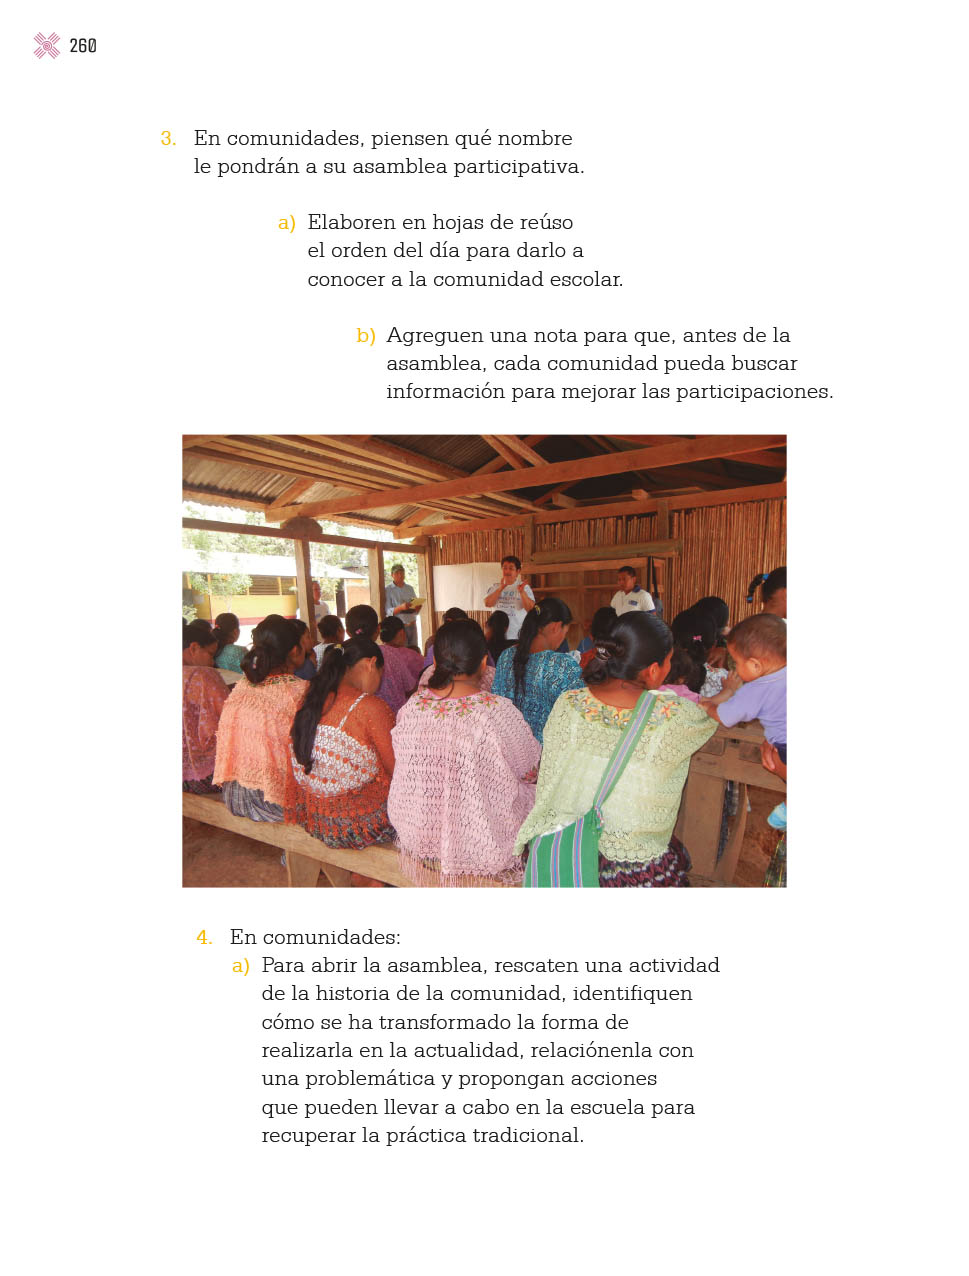 260
3. En comunidades, piensen qué nombre
le pondrán a su asamblea participativa.
a) Elaboren en hojas de reúso
el orden del día para darlo a
conocer a la comunidad escolar.
b) Agreguen una nota para que, antes de la
asamblea, cada comunidad pueda buscar
información para mejorar las participaciones.
4. En comunidades:
a) Para abrir la asamblea, rescaten una actividad
de la historia de la comunidad, identifiquen
cómo se ha transformado la forma de
realizarla en la actualidad, relaciónenla con
una problemática y propongan acciones
que pueden llevar a cabo en la escuela para
recuperar la práctica tradicional.